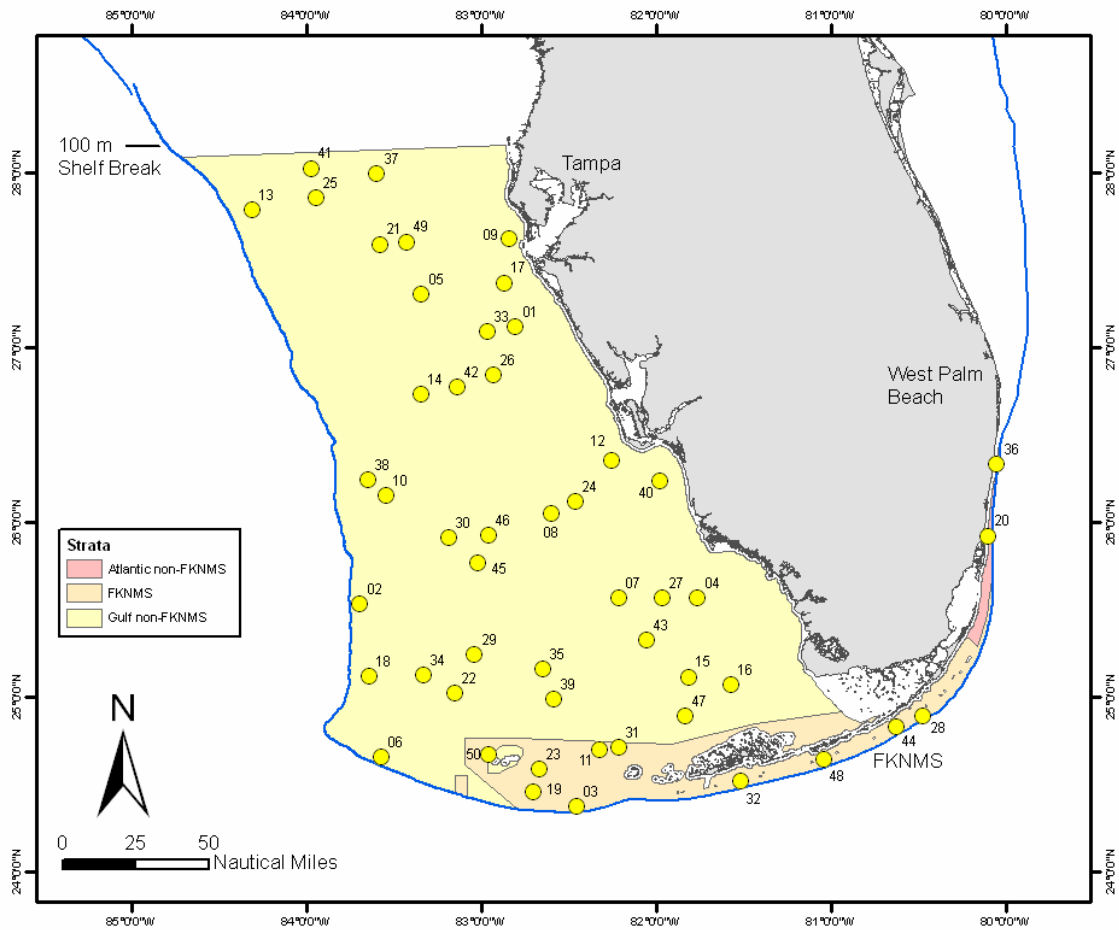 85°0'0"W 84°0'0"W 83°0'0"W 82°0'0"W 81°0'0"W 80°0'0"W
100 m
Shelf Break
Tampa
West Palm
Beach
FKNMS
28°0'0"N
27°0'0"N
26°0'0"N
25°0'0"N
24°0'0"N
28°0'0"N
27°0'0"N
26°0'0"N
25°0'0"N
24°0'0"N
41
37
25
13
21
49
09
17
05
33
01
26
42
14
12
36
38
10
24
40
08
20
30
46
45
02
07
27
04
43
29
35
15
16
18
34
22
39
47
28
44
31
11
06
50
23
48
19
03
32
Strata
Atlantic non-FKNMS
FKNMS
Gulf non-FKNMS
N
0 25 50
Nautical Miles
85°0'0"W 84°0'0"W 83°0'0"W 82°0'0"W 81°0'0"W 80°0'0"W